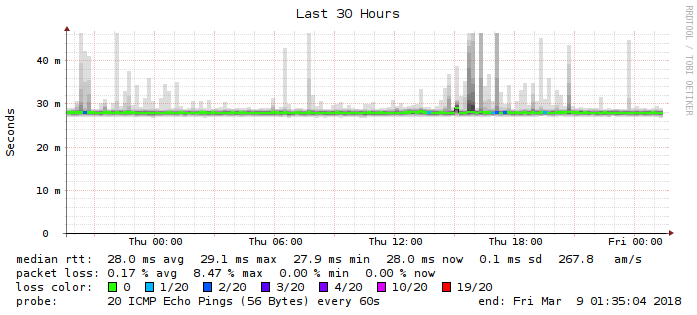 Last 30 Hours
RRDTOOL / TOBI OETIKER
Seconds
40 m
30 m
20 m
10 m
0
Thu 00:00 Thu 06:00 Thu 12:00 Thu 18:00 Fri 00:00
median rtt: 28.0 ms avg 29.1 ms max 27.9 ms min 28.0 ms now 0.1 ms sd 267.8 am/s
packet loss: 0.17 % avg 8.47 % max 0.00 % min 0.00 % now
loss color: 0 1/20 2/20 3/20 4/20 10/20 19/20
probe: 20 ICMP Echo Pings (56 Bytes) every 60s end: Fri Mar 9 01:35:04 2018